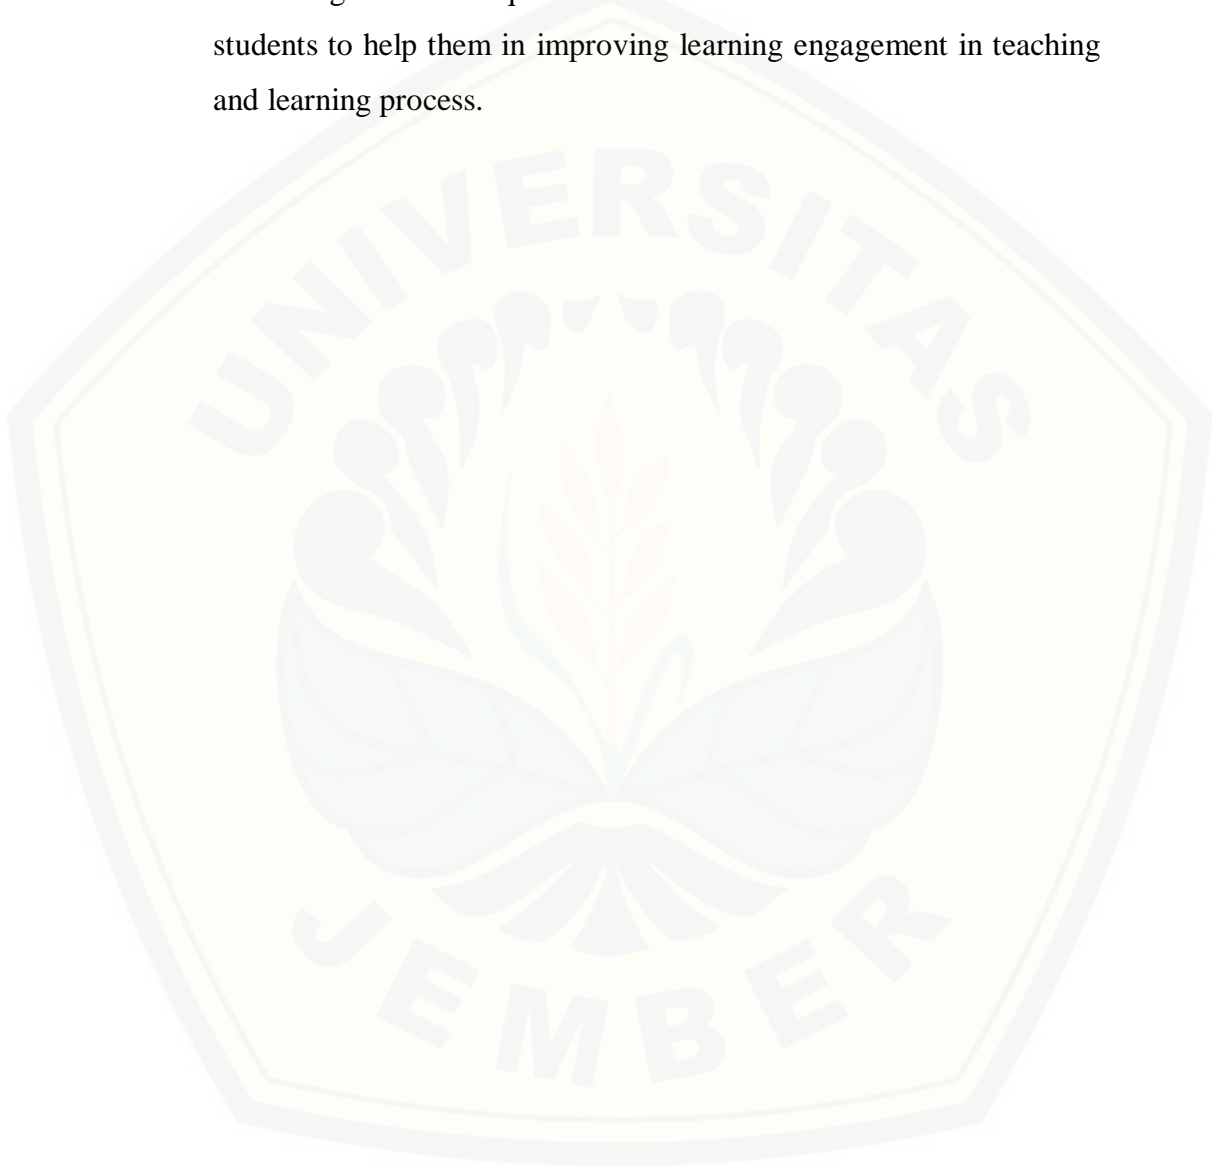 students to help them in improving learning engagement in teaching
and learning process.
UNIVERSITAS
JEMBER